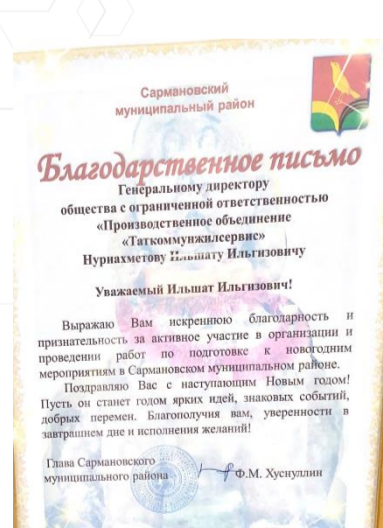 Сармановский
муниципальный район
Благодарственное письмо
Генеральному директору
общества с ограниченной ответственностью
«Производственное объединение
«Таткоммунжилсервис»
Нуриахметову Ильшату Ильгизовичу
Уважаемый Ильшат Ильгизович!
Выражаю Вам искреннюю благодарность и
признательность за активное участие в организации и
проведении работ по подготовке к новогодним
мероприятиям в Сармановском муниципальном районе.
Поздравляю Вас с наступающим Новым годом!
Пусть он станет годом ярких идей, знаковых событий,
добрых перемен. Благополучия вам, уверенности в
завтрашнем дне и исполнения желаний!
Глава Сармановского
муниципального района Ф.М. Хуснуллин